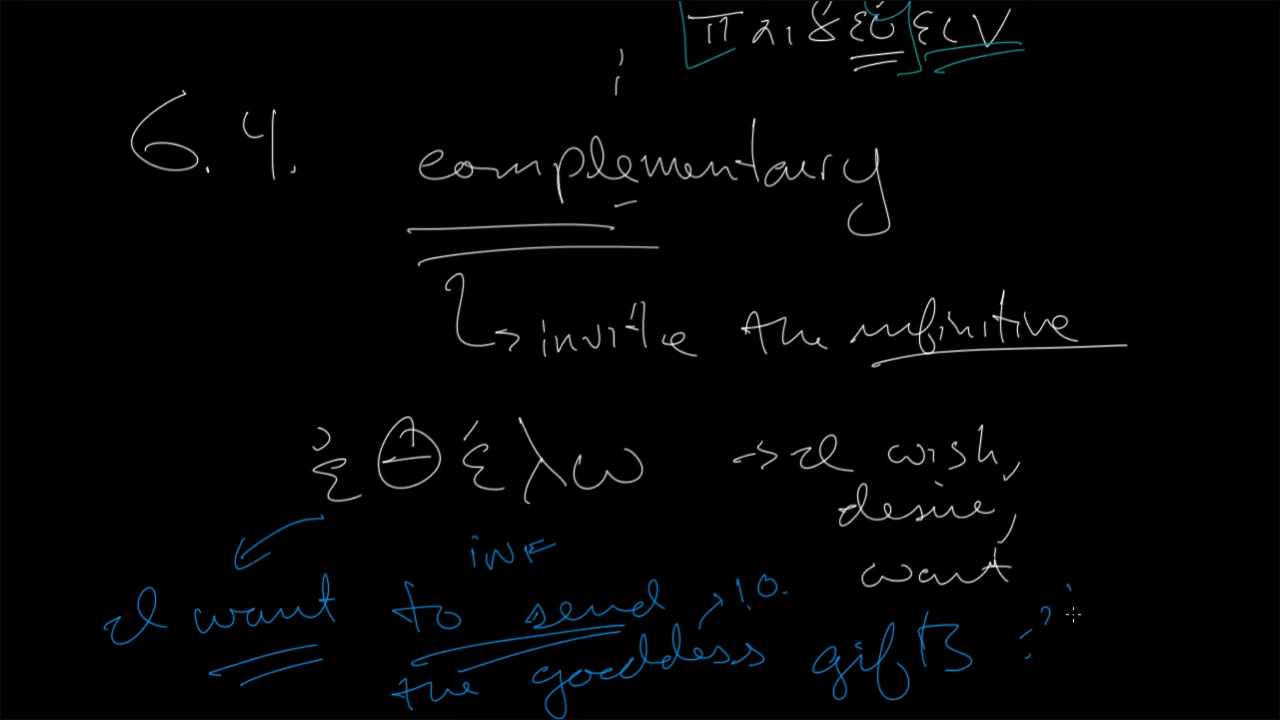 παιδεύειν
6.4. complementary
↳ invite the infinitive
ἐθέλω → I wish,
desire,
want
INF
I want to send → I.O.
the goddess gifts